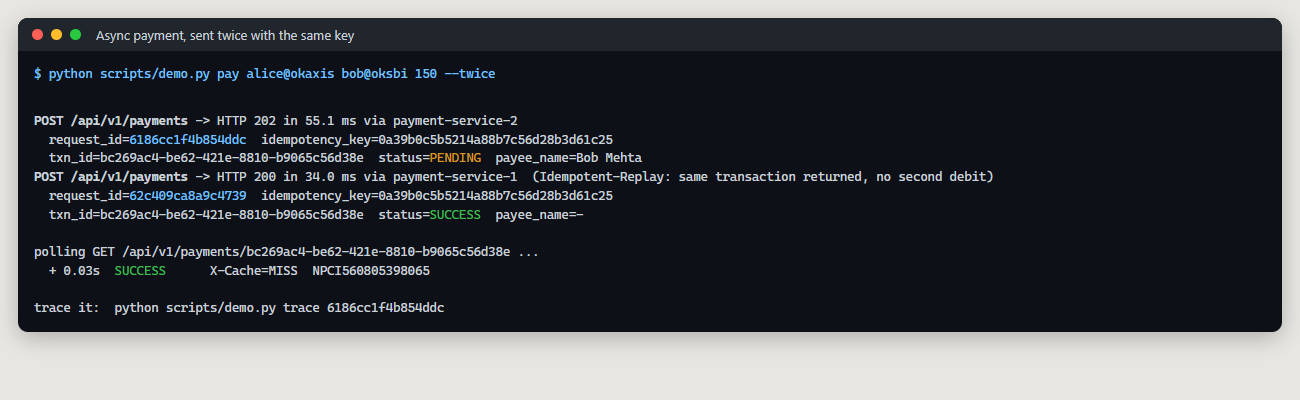 Async payment, sent twice with the same key
$ python scripts/demo.py pay alice@okaxis bob@oksbi 150 --twice
POST /api/v1/payments -> HTTP 202 in 55.1 ms via payment-service-2
request_id=6186cc1f4b854ddc idempotency_key=0a39b0c5b5214a88b7c56d28b3d61c25
txn_id=bc269ac4-be62-421e-8810-b9065c56d38e status=PENDING payee_name=Bob Mehta
POST /api/v1/payments -> HTTP 200 in 34.0 ms via payment-service-1 (Idempotent-Replay: same transaction returned, no second debit)
request_id=62c409ca8a9c4739 idempotency_key=0a39b0c5b5214a88b7c56d28b3d61c25
txn_id=bc269ac4-be62-421e-8810-b9065c56d38e status=SUCCESS payee_name=-
polling GET /api/v1/payments/bc269ac4-be62-421e-8810-b9065c56d38e ...
+ 0.03s SUCCESS X-Cache=MISS NPCI560805398065
trace it: python scripts/demo.py trace 6186cc1f4b854ddc